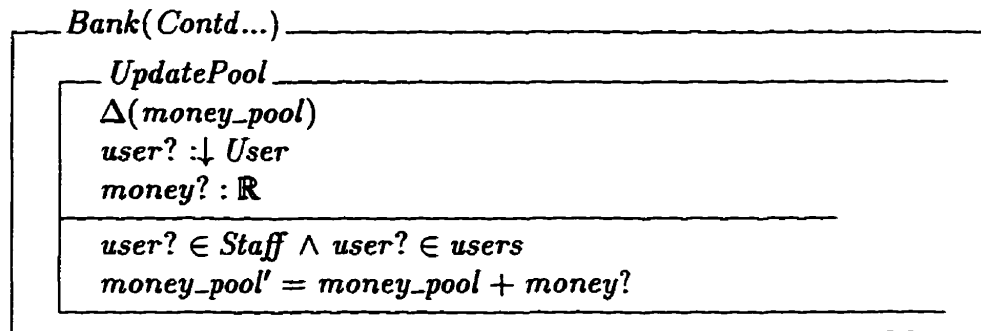 Bank(Contd...)
UpdatePool
Δ(money_pool)
user? :↓ User
money? : ℝ
user? ∈ Staff ∧ user? ∈ users
money_pool′ = money_pool + money?